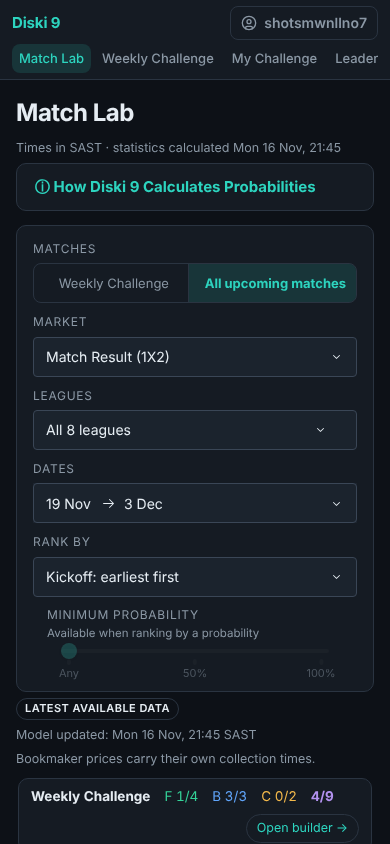 Diski 9
shotsmwnllno7
Match Lab Weekly Challenge My Challenge Leader
Match Lab
Times in SAST · statistics calculated Mon 16 Nov, 21:45
ⓘ How Diski 9 Calculates Probabilities
MATCHES
Weekly Challenge All upcoming matches
MARKET
Match Result (1X2)
LEAGUES
All 8 leagues
DATES
19 Nov → 3 Dec
RANK BY
Kickoff: earliest first
MINIMUM PROBABILITY
Available when ranking by a probability
Any 50% 100%
LATEST AVAILABLE DATA
Model updated: Mon 16 Nov, 21:45 SAST
Bookmaker prices carry their own collection times.
Weekly Challenge F 1/4 B 3/3 C 0/2 4/9
Open builder →